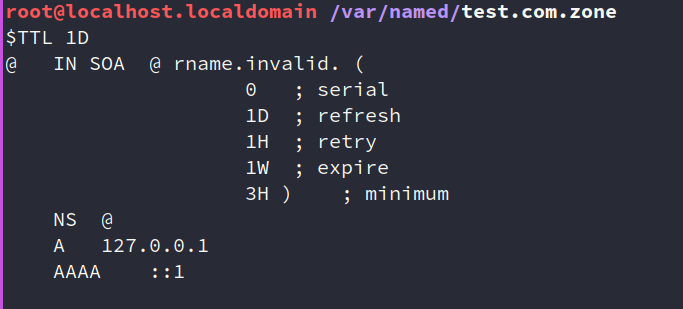 root@localhost.localdomain /var/named/test.com.zone
$TTL 1D
@ IN SOA @ rname.invalid. (
0 ; serial
1D ; refresh
1H ; retry
1W ; expire
3H ) ; minimum
NS @
A 127.0.0.1
AAAA ::1